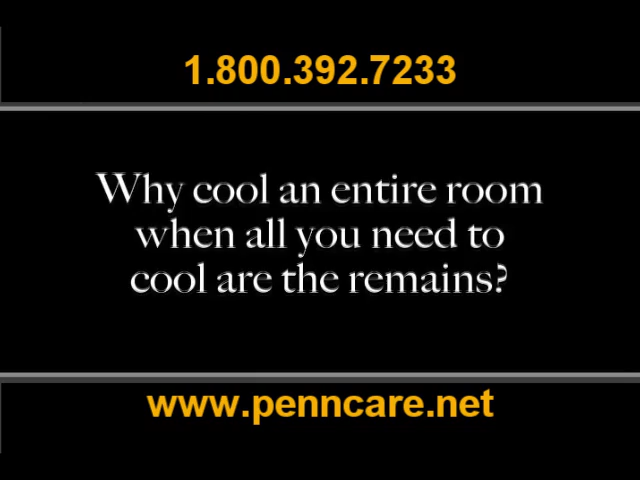 1.800.392.7233
Why cool an entire room
when all you need to
cool are the remains?
www.penncare.net